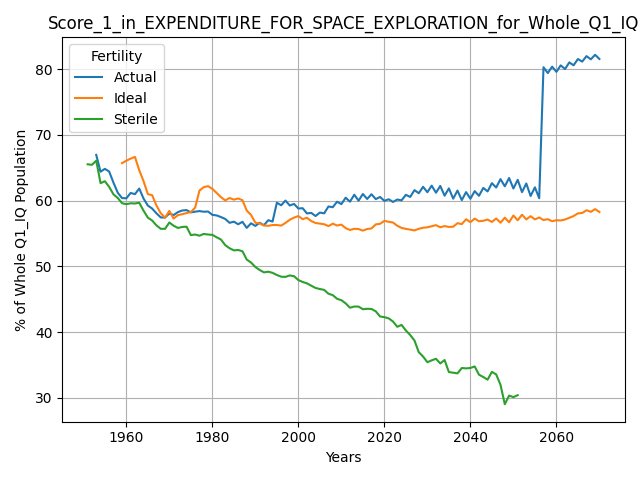 Score_1_in_EXPENDITURE_FOR_SPACE_EXPLORATION_for_Whole_Q1_IQ
Fertility
Actual
Ideal
Sterile
% of Whole Q1_IQ Population
80
70
60
50
40
30
1960
1980
2000
2020
2040
2060
Years